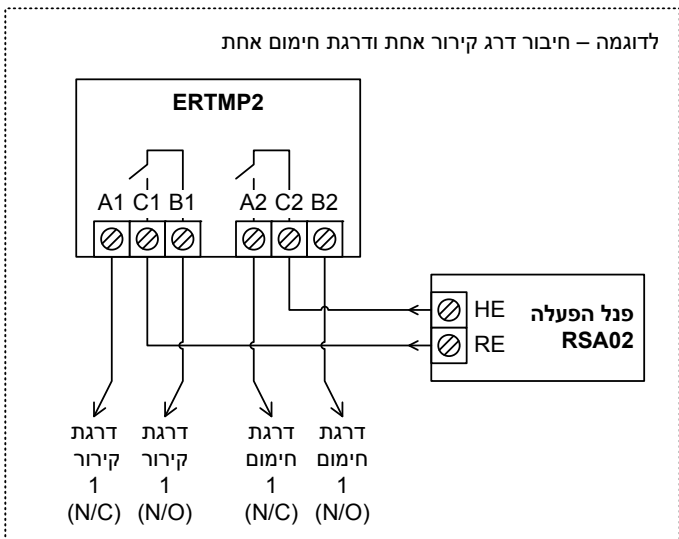 לדוגמה – חיבור דרג קירור אחת ודרגת חימום אחת
ERTMP2
A1 C1 B1 A2 C2 B2
HE
RE
פנל הפעלה
RSA02
דרגת
קירור
1
(N/C)
דרגת
קירור
1
(N/O)
דרגת
חימום
1
(N/C)
דרגת
חימום
1
(N/O)